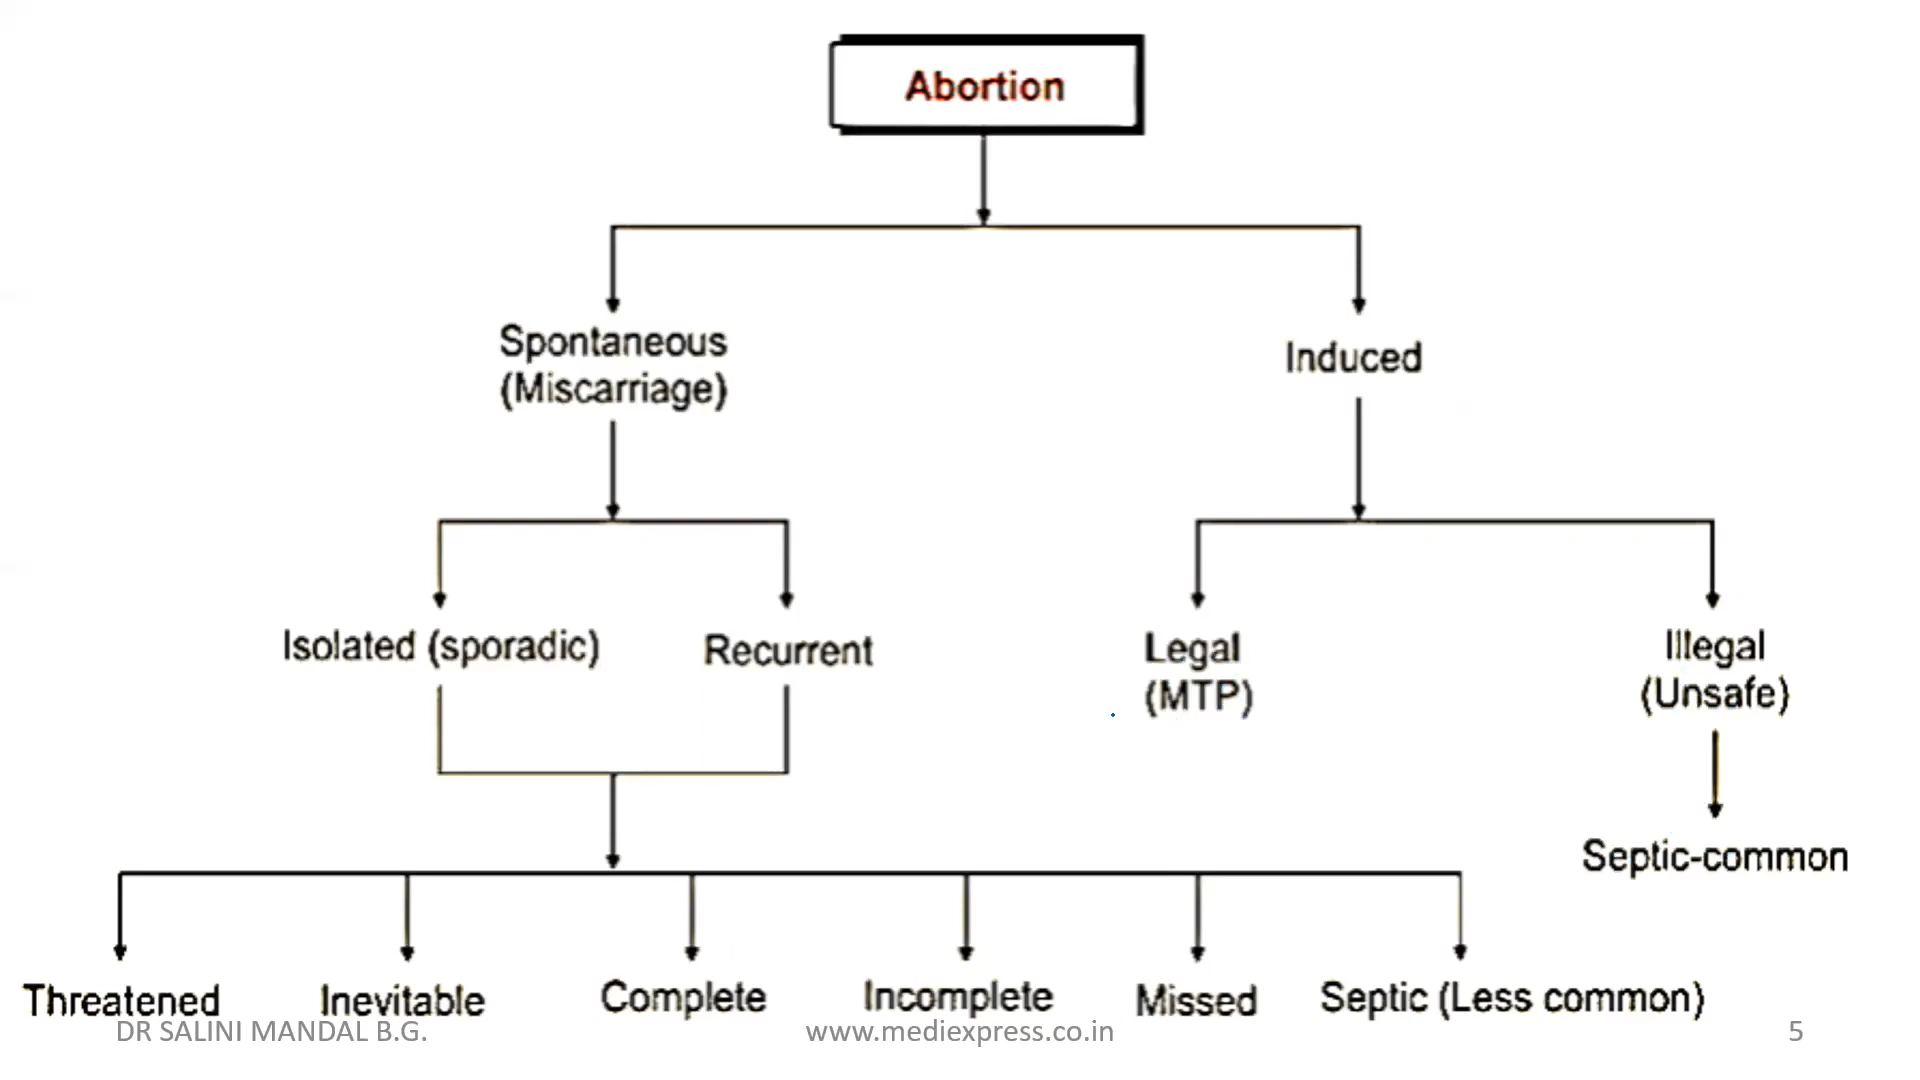 Abortion
Spontaneous
(Miscarriage)
Induced
Isolated (sporadic)
Recurrent
Legal
(MTP)
Illegal
(Unsafe)
Septic-common
Threatened
Inevitable
Complete
Incomplete
Missed
Septic (Less common)
DR SALINI MANDAL B.G.
www.mediexpress.co.in
5